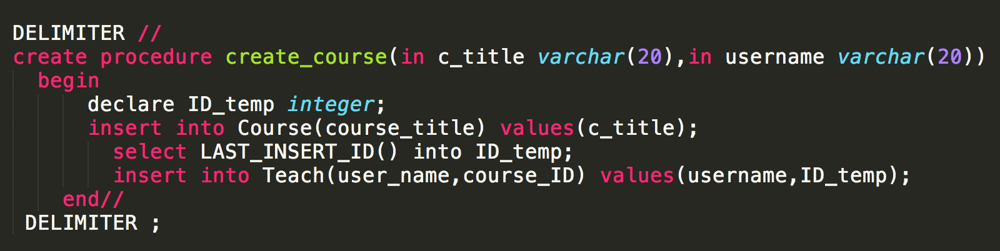 DELIMITER //
create procedure create_course(in c_title varchar(20),in username varchar(20))
begin
declare ID_temp integer;
insert into Course(course_title) values(c_title);
select LAST_INSERT_ID() into ID_temp;
insert into Teach(user_name,course_ID) values(username,ID_temp);
end//
DELIMITER ;